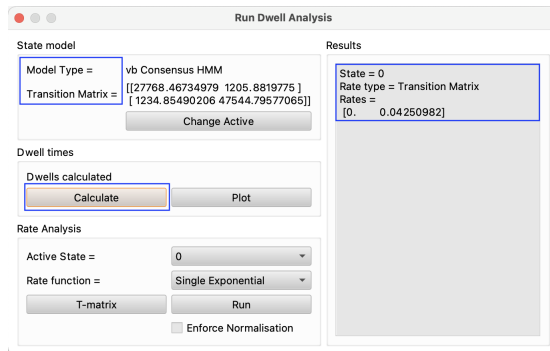 Run Dwell Analysis
State model
Model Type = vb Consensus HMM
Transition Matrix = [[27768.46734979 1205.8819775 ]
[ 1234.85490206 47544.79577065]]
Change Active
Dwell times
Dwells calculated
Calculate Plot
Rate Analysis
Active State = 0
Rate function = Single Exponential
T-matrix Run
Enforce Normalisation
Results
State = 0
Rate type = Transition Matrix
Rates =
[0. 0.04250982]